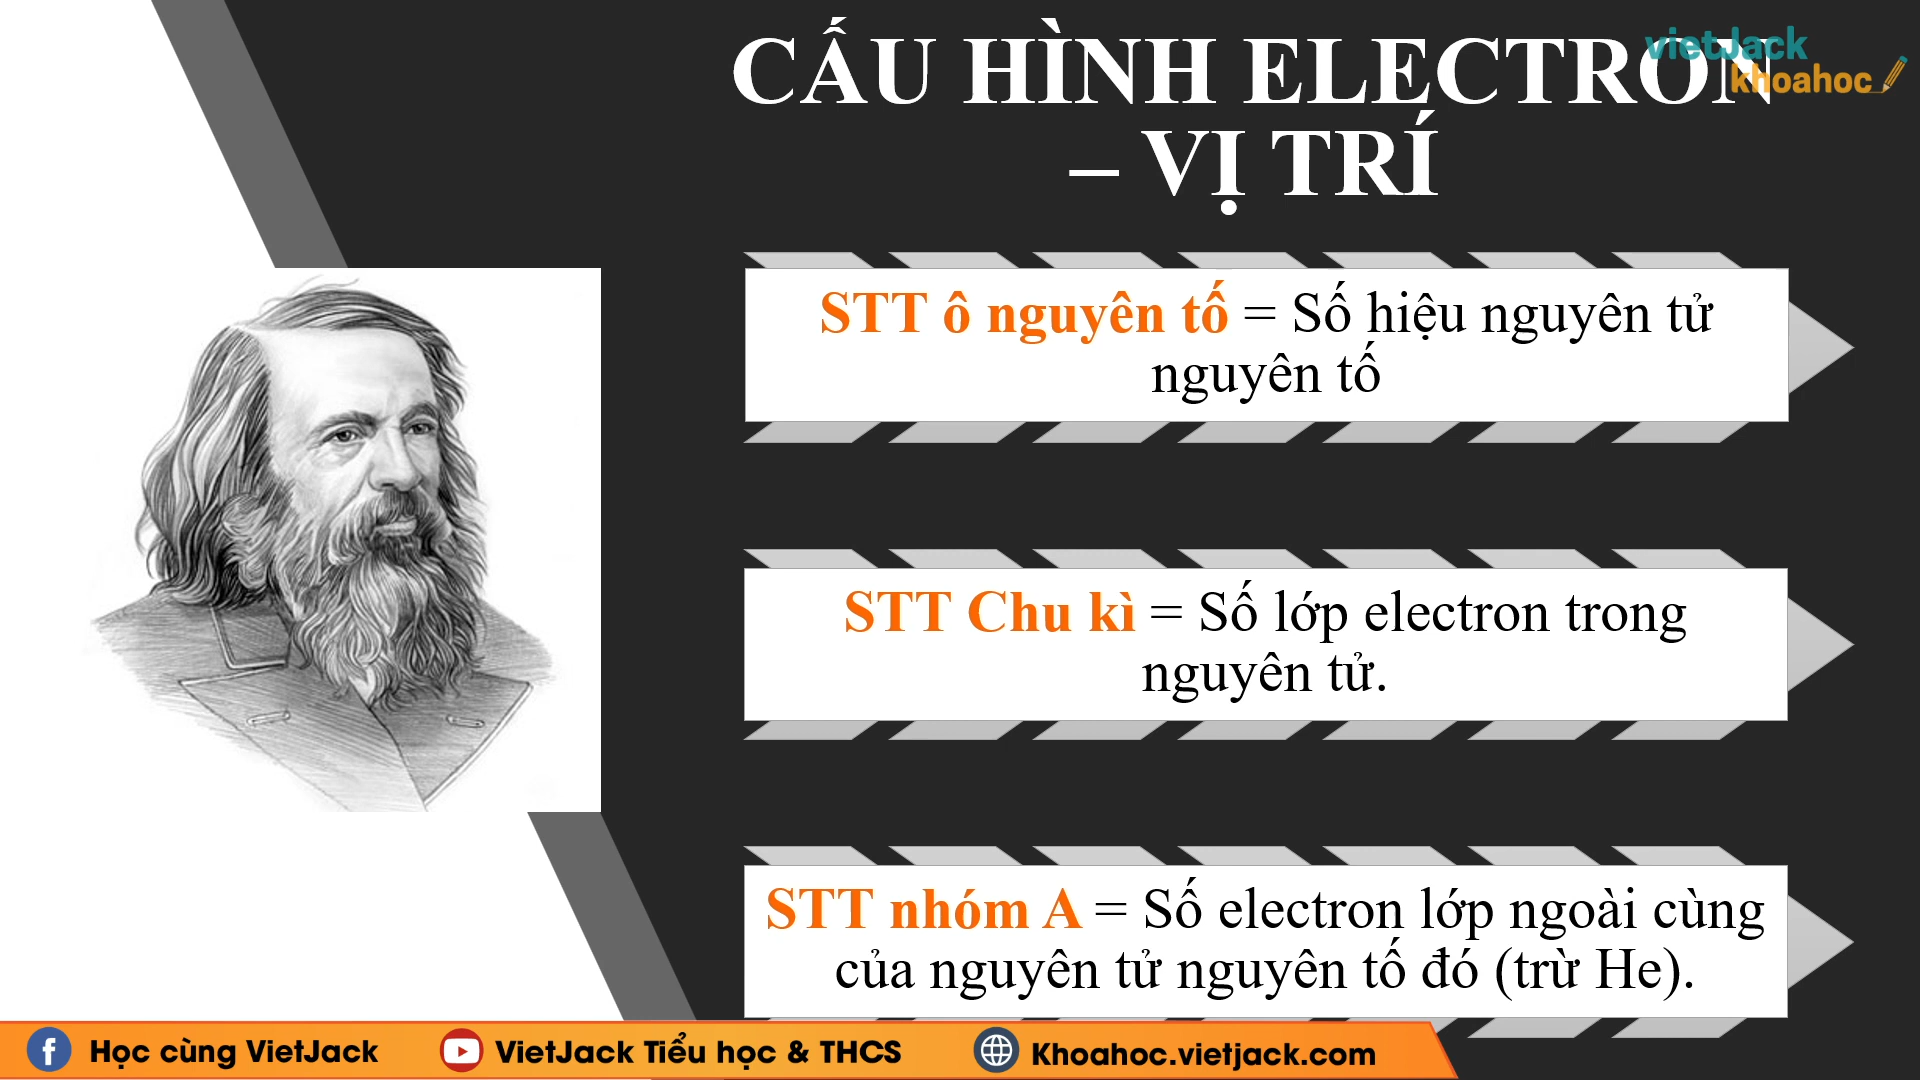 CẤU HÌNH ELECTRON
– VỊ TRÍ
vietJack
khoahoc
STT ô nguyên tố = Số hiệu nguyên tử
nguyên tố
STT Chu kì = Số lớp electron trong
nguyên tử.
STT nhóm A = Số electron lớp ngoài cùng
của nguyên tử nguyên tố đó (trừ He).
Học cùng VietJack
VietJack Tiểu học & THCS
Khoahoc.vietjack.com